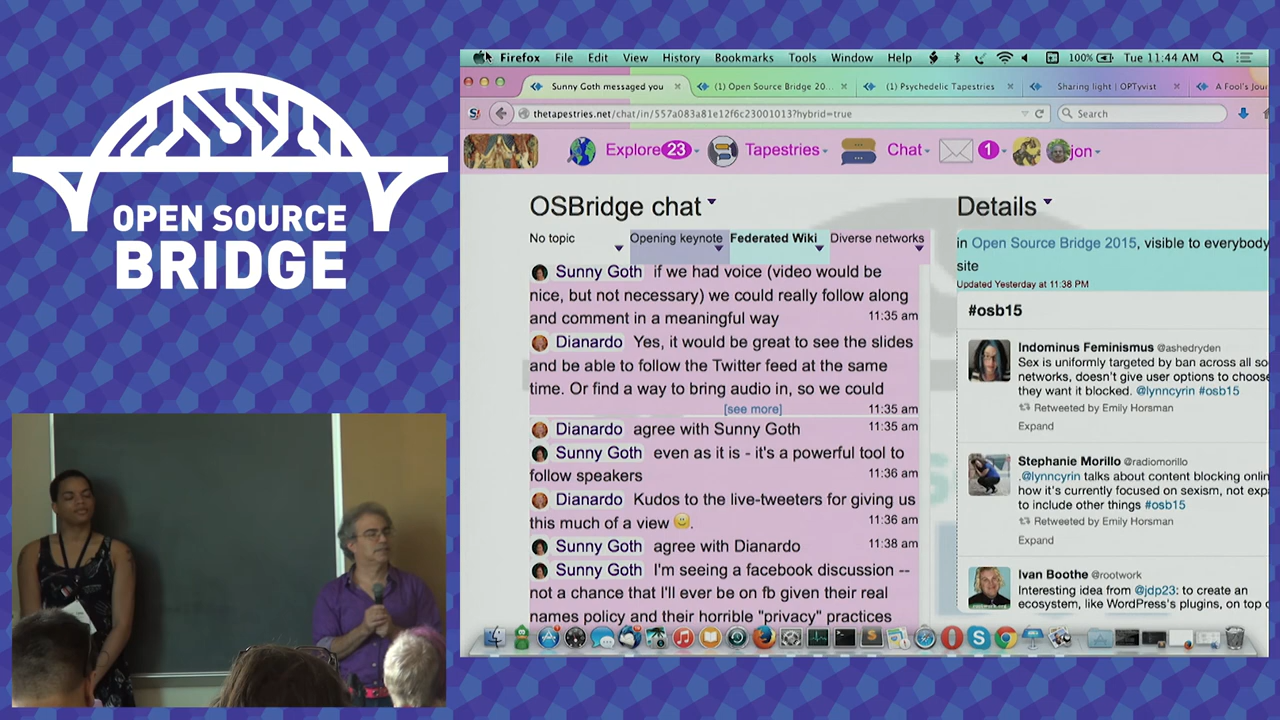 OPEN SOURCE
BRIDGE
Firefox File Edit View History Bookmarks Tools Window Help 100% Tue 11:44 AM
Sunny Goth messaged you × (1) Open Source Bridge 20... × (1) Psychedelic Tapestries × Sharing light | OPTyvist × A Fool's Jou
thetapestries.net/chat/in/557a083a81e12f6c23001013?hybrid=true Search
Explore 23 Tapestries Chat 1 jon
OSBridge chat
No topic Opening keynote Federated Wiki Diverse networks
Sunny Goth if we had voice (video would be
nice, but not necessary) we could really follow along
and comment in a meaningful way 11:35 am
Dianardo Yes, it would be great to see the slides
and be able to follow the Twitter feed at the same
time. Or find a way to bring audio in, so we could
[see more] 11:35 am
Dianardo agree with Sunny Goth 11:35 am
Sunny Goth even as it is - it's a powerful tool to
follow speakers 11:36 am
Dianardo Kudos to the live-tweeters for giving us
this much of a view 🙂. 11:36 am
Sunny Goth agree with Dianardo 11:38 am
Sunny Goth I'm seeing a facebook discussion --
not a chance that I'll ever be on fb given their real
names policy and their horrible "privacy" practices
Details
in Open Source Bridge 2015, visible to everybody
site
Updated Yesterday at 11:38 PM
#osb15
Indominus Feminismus @ashedryden
Sex is uniformly targeted by ban across all so
networks, doesn't give user options to choose
they want it blocked. @lynncyrin #osb15
Retweeted by Emily Horsman
Expand
Stephanie Morillo @radiomorillo
.@lynncyrin talks about content blocking onlin
how it's currently focused on sexism, not exp
to include other things #osb15
Retweeted by Emily Horsman
Expand
Ivan Boothe @rootwork
Interesting idea from @jdp23: to create an
ecosystem, like WordPress's plugins, on top o